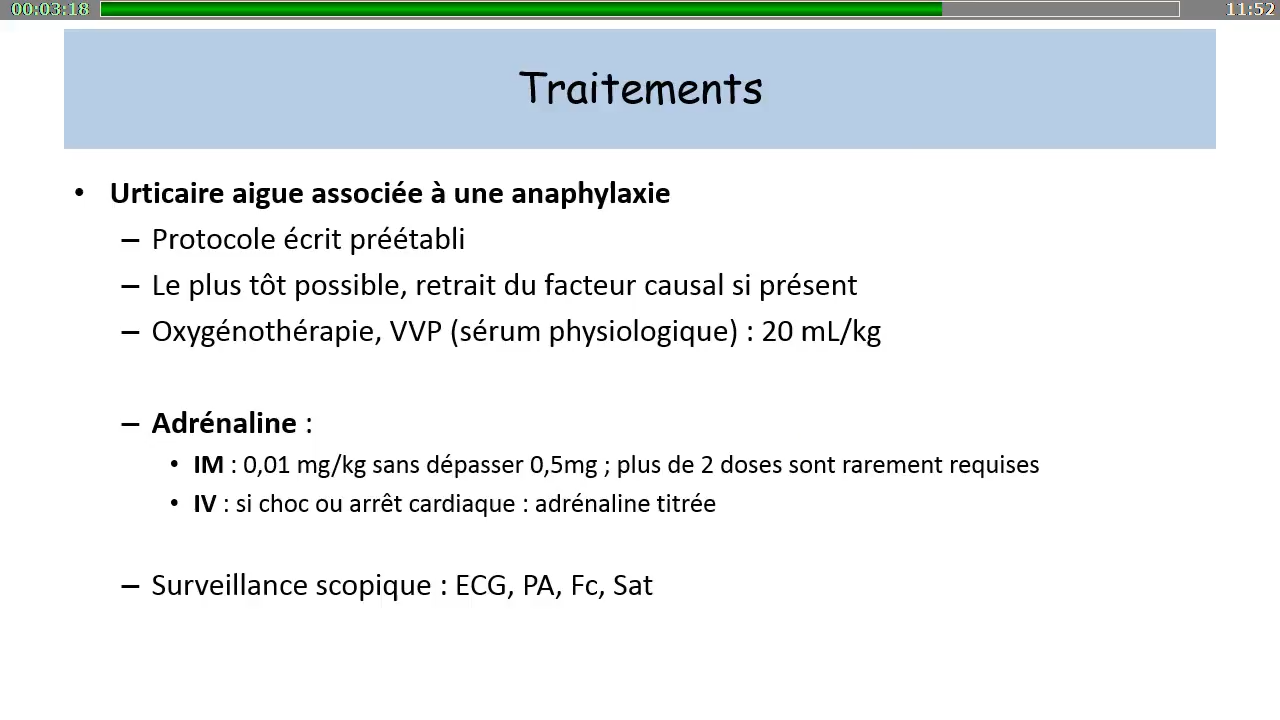 00:03:18
11:52
Traitements
• Urticaire aigue associée à une anaphylaxie
– Protocole écrit préétabli
– Le plus tôt possible, retrait du facteur causal si présent
– Oxygénothérapie, VVP (sérum physiologique) : 20 mL/kg
– Adrénaline :
• IM : 0,01 mg/kg sans dépasser 0,5mg ; plus de 2 doses sont rarement requises
• IV : si choc ou arrêt cardiaque : adrénaline titrée
– Surveillance scopique : ECG, PA, Fc, Sat